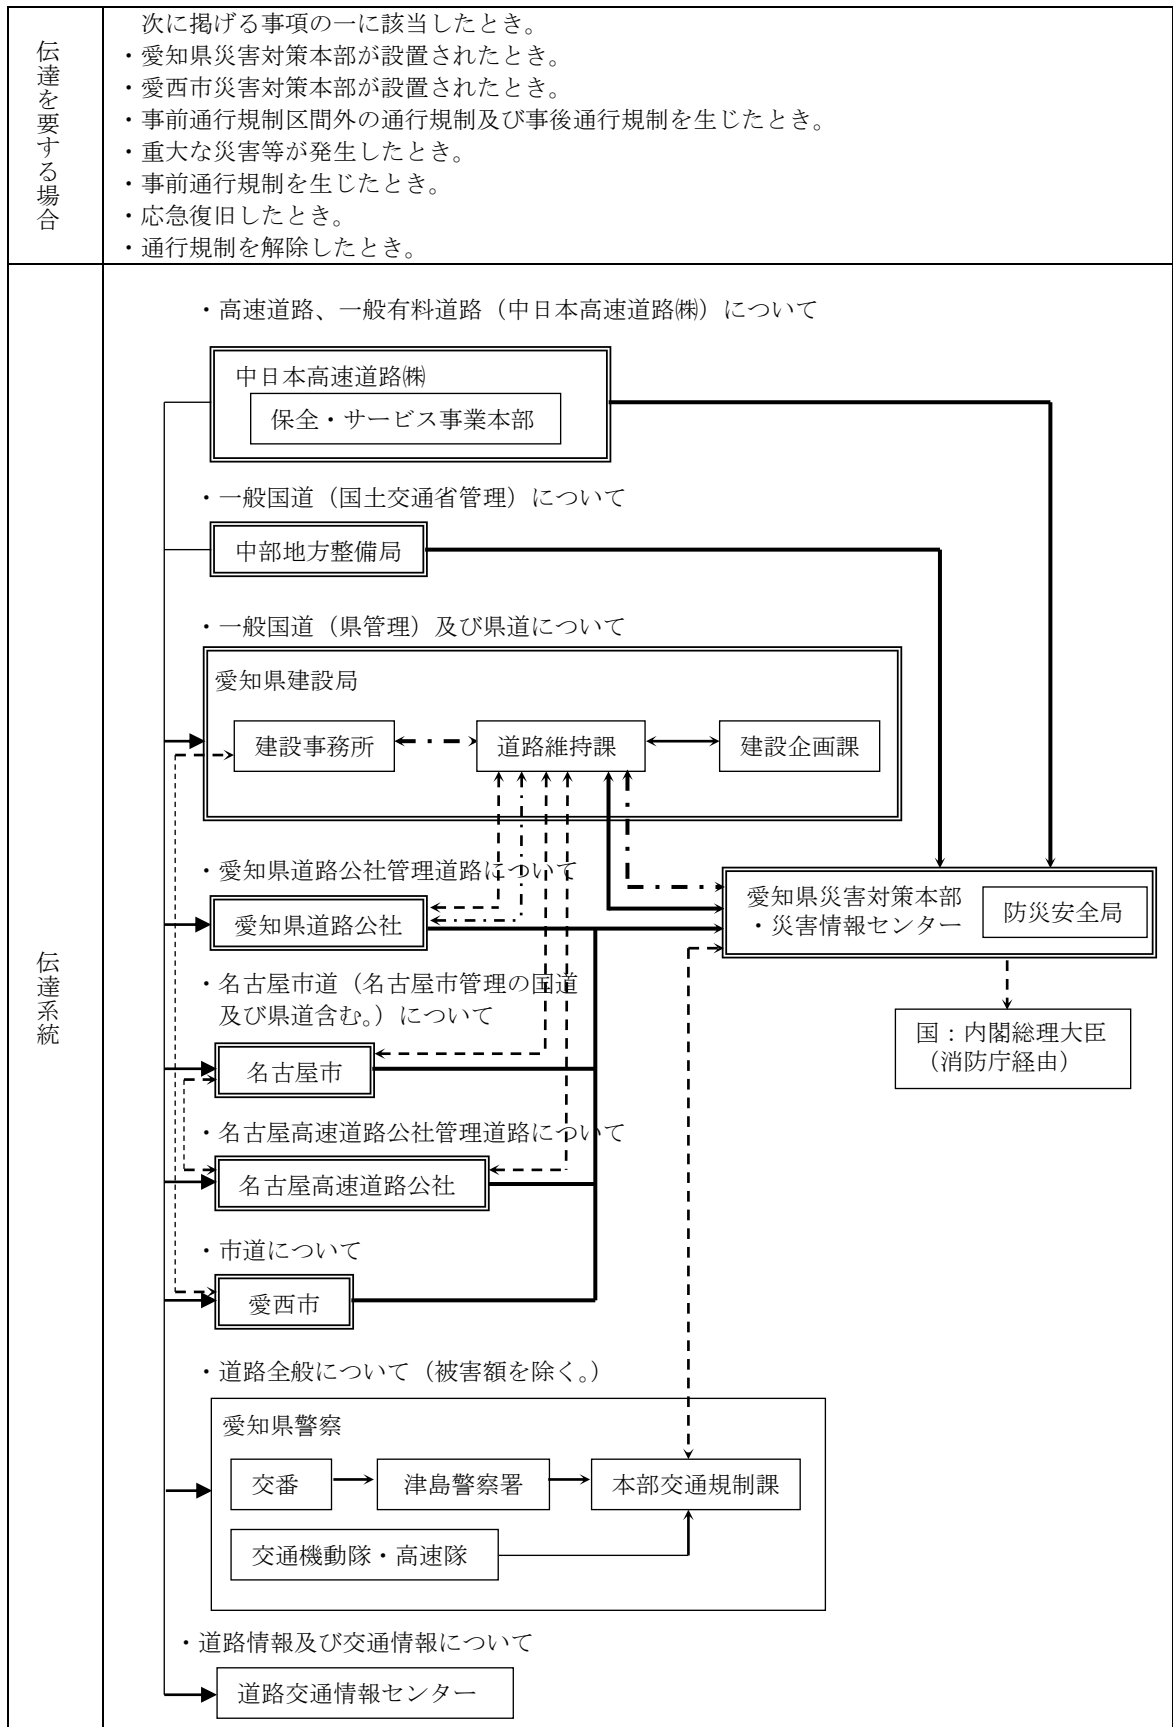 伝達を要する場合
次に掲げる事項の一に該当したとき。
・愛知県災害対策本部が設置されたとき。
・愛西市災害対策本部が設置されたとき。
・事前通行規制区間外の通行規制及び事後通行規制を生じたとき。
・重大な災害等が発生したとき。
・事前通行規制を生じたとき。
・応急復旧したとき。
・通行規制を解除したとき。
伝達系統
・高速道路、一般有料道路（中日本高速道路㈱）について
中日本高速道路㈱
保全・サービス事業本部
・一般国道（国土交通省管理）について
中部地方整備局
・一般国道（県管理）及び県道について
愛知県建設局
建設事務所
道路維持課
建設企画課
・愛知県道路公社管理道路について
愛知県道路公社
愛知県災害対策本部
・災害情報センター
防災安全局
・名古屋市道（名古屋市管理の国道
及び県道含む。）について
国：内閣総理大臣
（消防庁経由）
名古屋市
・名古屋高速道路公社管理道路について
名古屋高速道路公社
・市道について
愛西市
・道路全般について（被害額を除く。）
愛知県警察
交番
津島警察署
本部交通規制課
交通機動隊・高速隊
・道路情報及び交通情報について
道路交通情報センター